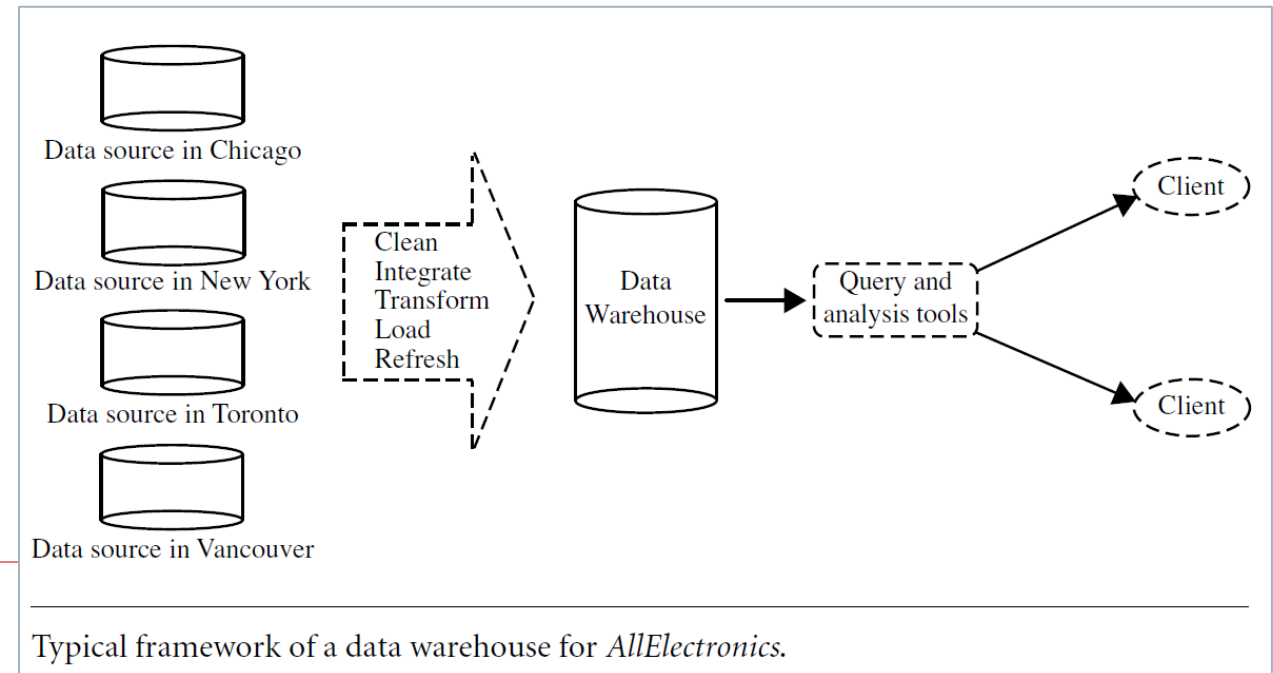 Data source in Chicago
Data source in New York
Data source in Toronto
Data source in Vancouver
Clean
Integrate
Transform
Load
Refresh
Data
Warehouse
Query and
analysis tools
Client
Client
Typical framework of a data warehouse for AllElectronics.